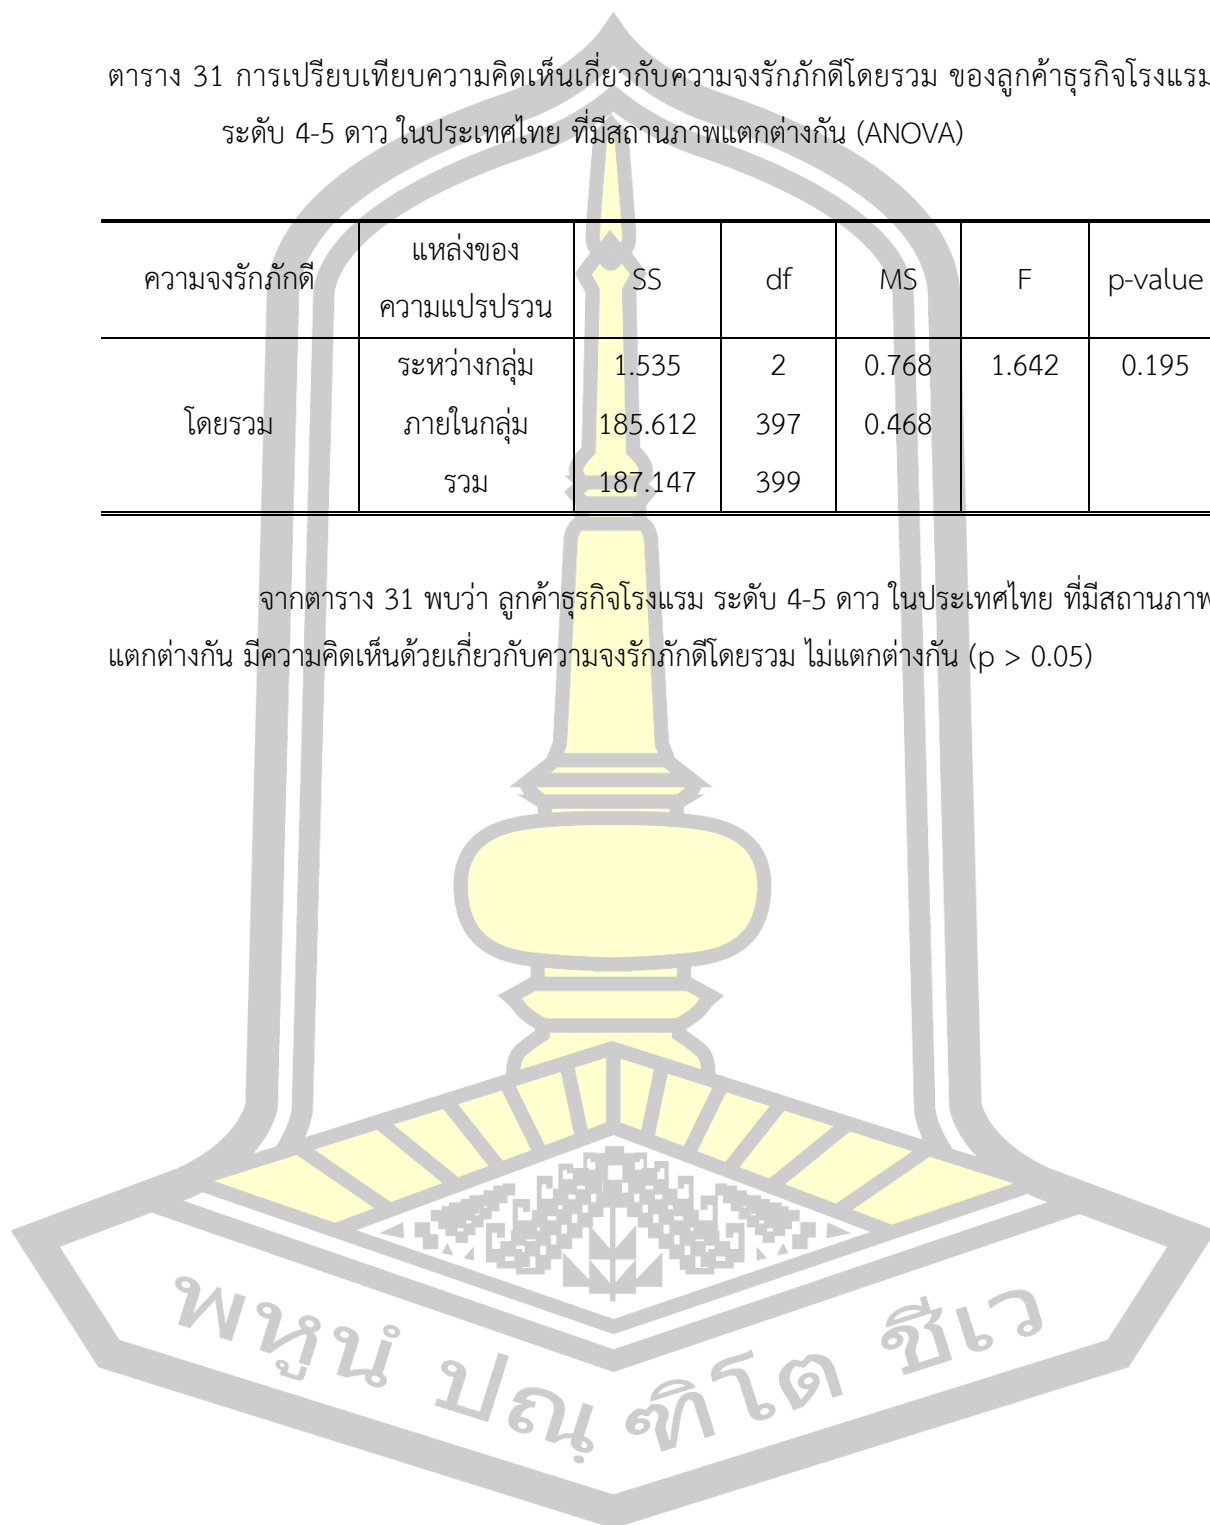 ตาราง 31 การเปรียบเทียบความคิดเห็นเกี่ยวกับความจงรักภักดีโดยรวม ของลูกค้าธุรกิจโรงแรม
ระดับ 4-5 ดาว ในประเทศไทย ที่มีสถานภาพแตกต่างกัน (ANOVA)
ความจงรักภักดี แหล่งของ SS df MS F p-value
ความแปรปรวน
ระหว่างกลุ่ม 1.535 2 0.768 1.642 0.195
โดยรวม ภายในกลุ่ม 185.612 397 0.468
รวม 187.147 399
จากตาราง 31 พบว่า ลูกค้าธุรกิจโรงแรม ระดับ 4-5 ดาว ในประเทศไทย ที่มีสถานภาพ
แตกต่างกัน มีความคิดเห็นด้วยเกี่ยวกับความจงรักภักดีโดยรวม ไม่แตกต่างกัน (p > 0.05)
พหูนํ ปณฺ ฑิโต ชีเว